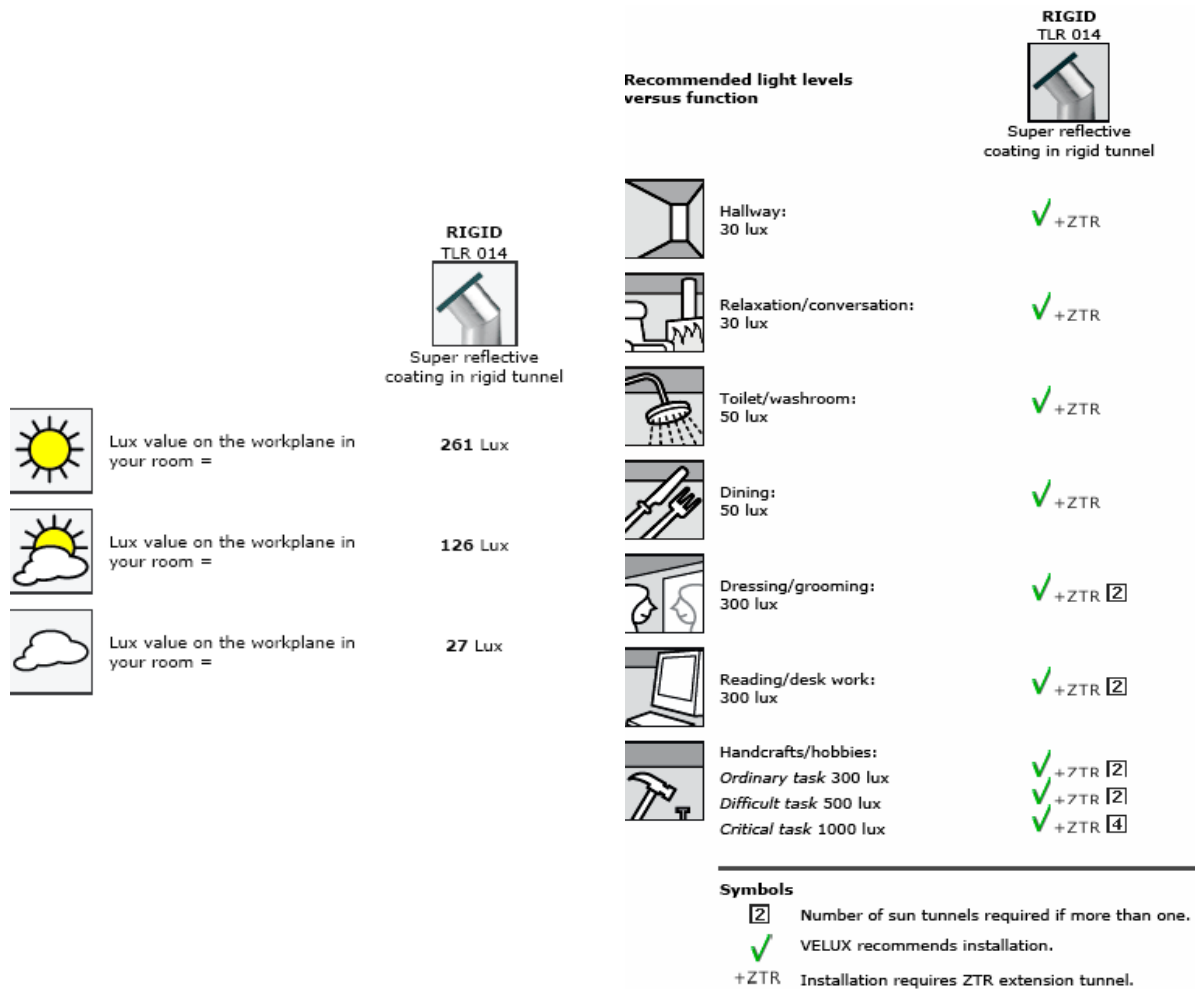 RIGID
TLR 014
Super reflective
coating in rigid tunnel
Lux value on the workplane in
your room =
261 Lux
Lux value on the workplane in
your room =
126 Lux
Lux value on the workplane in
your room =
27 Lux
Recommended light levels
versus function
RIGID
TLR 014
Super reflective
coating in rigid tunnel
Hallway:
30 lux
+ZTR
Relaxation/conversation:
30 lux
+ZTR
Toilet/washroom:
50 lux
+ZTR
Dining:
50 lux
+ZTR
Dressing/grooming:
300 lux
+ZTR 2
Reading/desk work:
300 lux
+ZTR 2
Handcrafts/hobbies:
Ordinary task 300 lux +ZTR 2
Difficult task 500 lux +ZTR 2
Critical task 1000 lux +ZTR 4
Symbols
2 Number of sun tunnels required if more than one.
VELUX recommends installation.
+ZTR Installation requires ZTR extension tunnel.